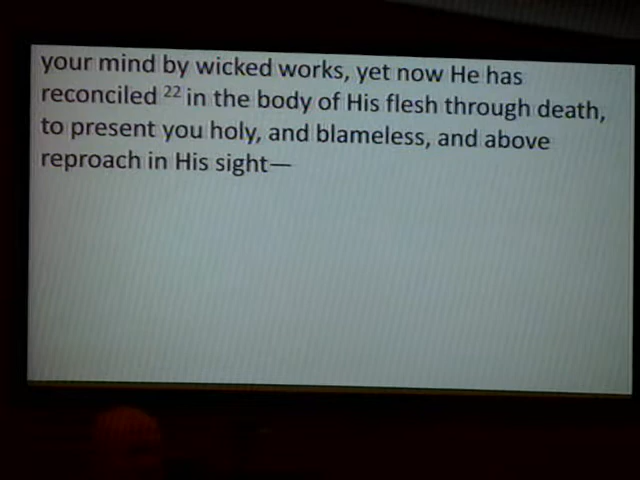 your mind by wicked works, yet now He has
reconciled 22 in the body of His flesh through death,
to present you holy, and blameless, and above
reproach in His sight—